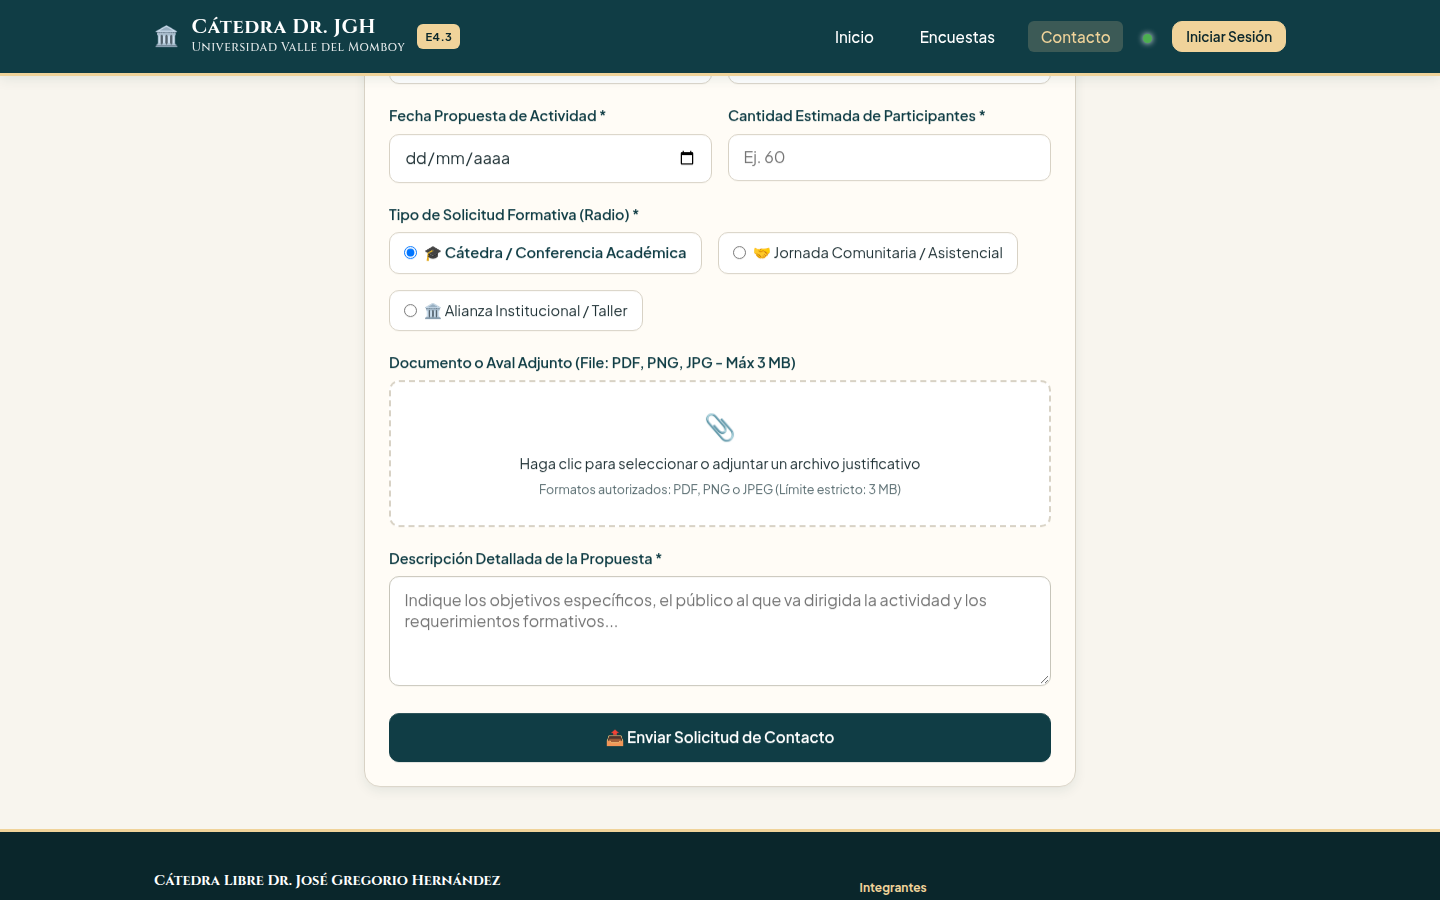 Cátedra Dr. JGH
Universidad Valle del Momboy
E4.3
Inicio
Encuestas
Contacto
Iniciar Sesión
Fecha Propuesta de Actividad *
Cantidad Estimada de Participantes *
dd/mm/aaaa
Ej. 60
Tipo de Solicitud Formativa (Radio) *
Cátedra / Conferencia Académica
Jornada Comunitaria / Asistencial
Alianza Institucional / Taller
Documento o Aval Adjunto (File: PDF, PNG, JPG - Máx 3 MB)
Haga clic para seleccionar o adjuntar un archivo justificativo
Formatos autorizados: PDF, PNG o JPEG (Límite estricto: 3 MB)
Descripción Detallada de la Propuesta *
Indique los objetivos específicos, el público al que va dirigida la actividad y los
requerimientos formativos...
Enviar Solicitud de Contacto
Cátedra Libre Dr. José Gregorio Hernández
Integrantes